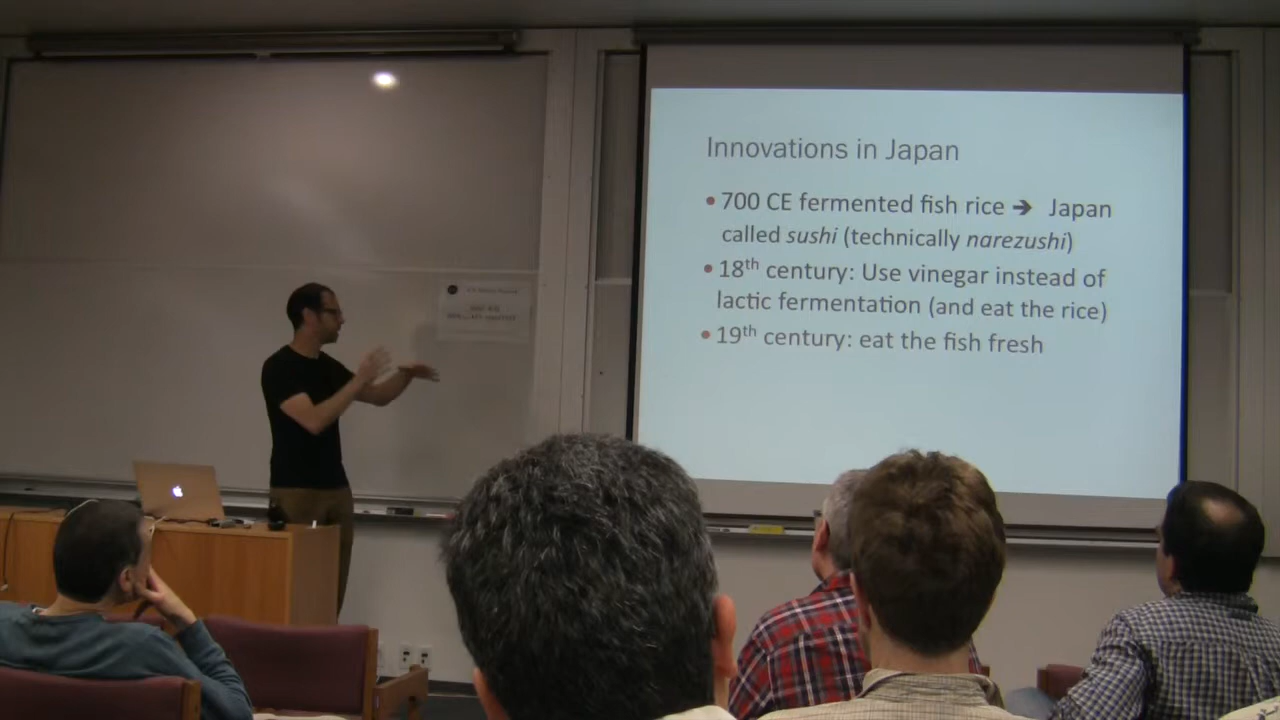 Innovations in Japan
• 700 CE fermented fish rice ➔ Japan
called sushi (technically narezushi)
• 18th century: Use vinegar instead of
lactic fermentation (and eat the rice)
• 19th century: eat the fish fresh